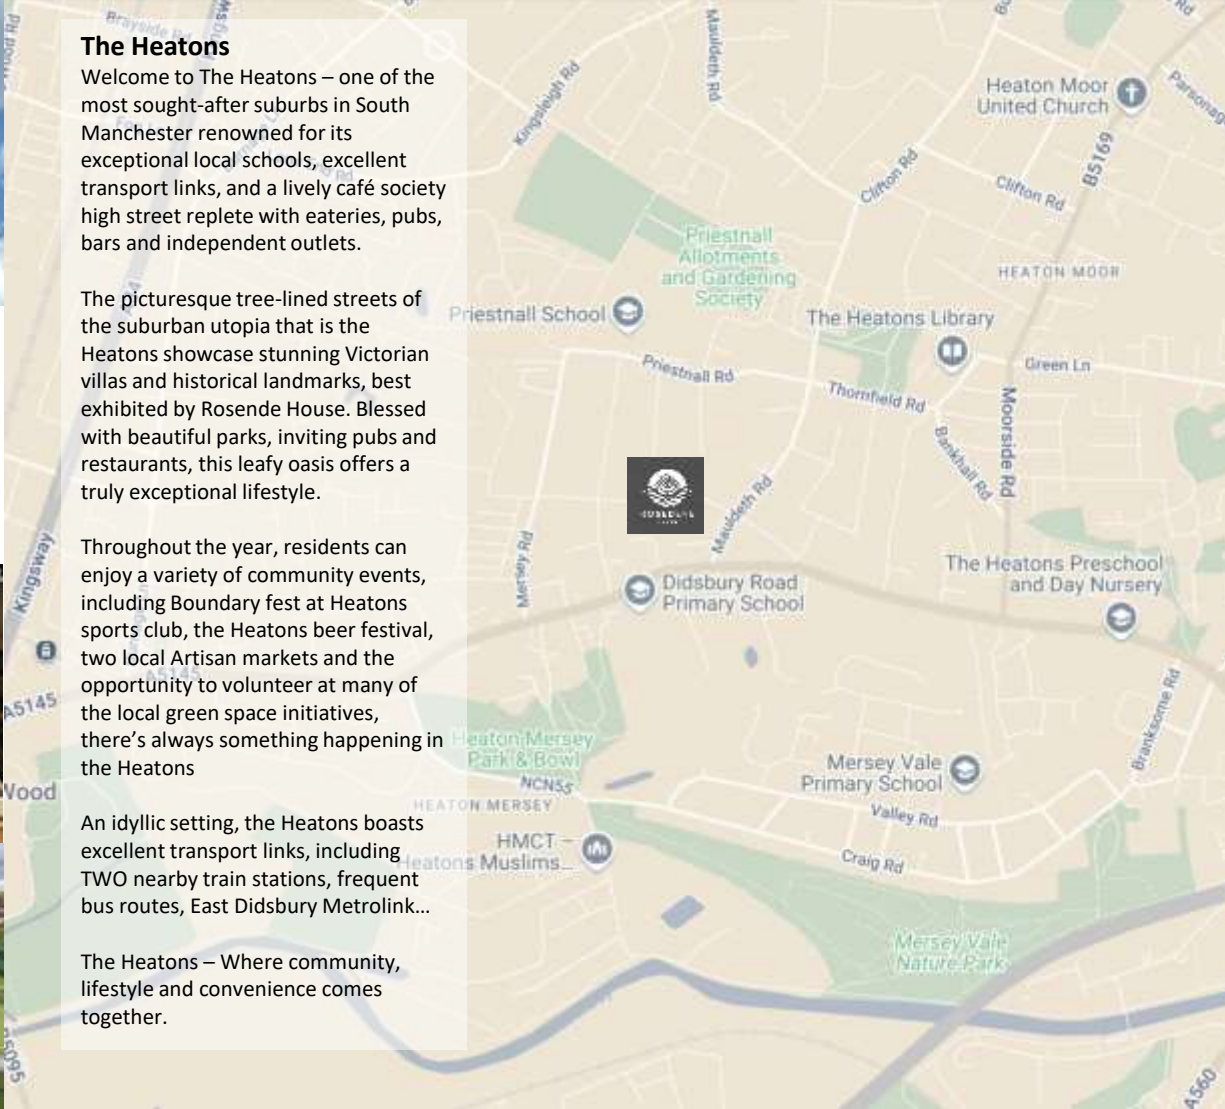 The Heatons
Welcome to The Heatons – one of the
most sought-after suburbs in South
Manchester renowned for its
exceptional local schools, excellent
transport links, and a lively café society
high street replete with eateries, pubs,
bars and independent outlets.
The picturesque tree-lined streets of
the suburban utopia that is the
Heatons showcase stunning Victorian
villas and historical landmarks, best
exhibited by Rosende House. Blessed
with beautiful parks, inviting pubs and
restaurants, this leafy oasis offers a
truly exceptional lifestyle.
Throughout the year, residents can
enjoy a variety of community events,
including Boundary fest at Heatons
sports club, the Heatons beer festival,
two local Artisan markets and the
opportunity to volunteer at many of
the local green space initiatives,
there’s always something happening in
the Heatons
An idyllic setting, the Heatons boasts
excellent transport links, including
TWO nearby train stations, frequent
bus routes, East Didsbury Metrolink…
The Heatons – Where community,
lifestyle and convenience comes
together.
Brayside Rd
Kingsleigh Rd
Mauldeth Rd
Heaton Moor
United Church
B5169
Clifton Rd
Clifton Rd
HEATON MOOR
Priestnall
Allotments
and Gardening
Society
Priestnall School
The Heatons Library
Priestnall Rd
Thornfield Rd
Green Ln
Moorside Rd
Bankhall Rd
Mauldeth Rd
Mersey Rd
Kingsway
Didsbury Road
Primary School
The Heatons Preschool
and Day Nursery
A5145
A5145
Branksome Rd
Heaton Mersey
Park & Bowl
NCN55
HEATON MERSEY
Mersey Vale
Primary School
Valley Rd
Craig Rd
HMCT –
Heatons Muslims...
Mersey Vale
Nature Park
Wood
A560